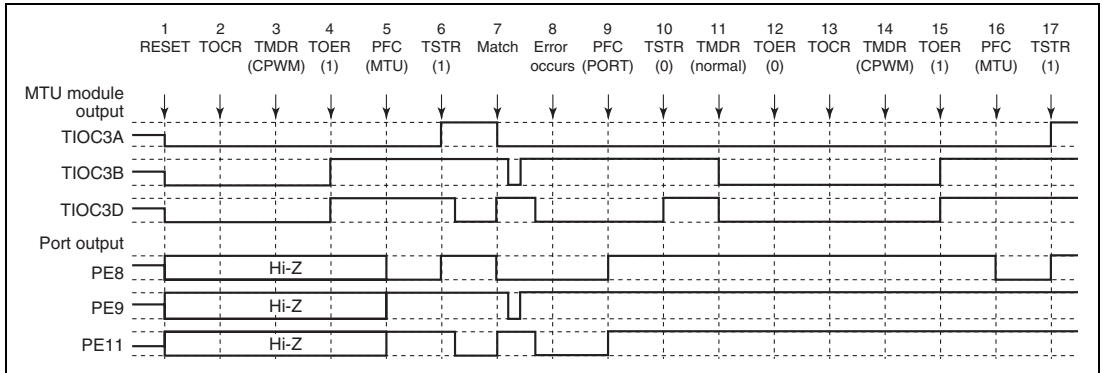 1 2 3 4 5 6 7 8 9 10 11 12 13 14 15 16 17
RESET TOCR TMDR TOER PFC TSTR Match Error PFC TSTR TMDR TOER TOCR TMDR TOER PFC TSTR
(CPWM) (1) (MTU) (1) occurs (PORT) (0) (normal) (0) (CPWM) (1) (MTU) (1)
MTU module
output
TIOC3A
TIOC3B
TIOC3D
Port output
PE8 Hi-Z
PE9 Hi-Z
PE11 Hi-Z